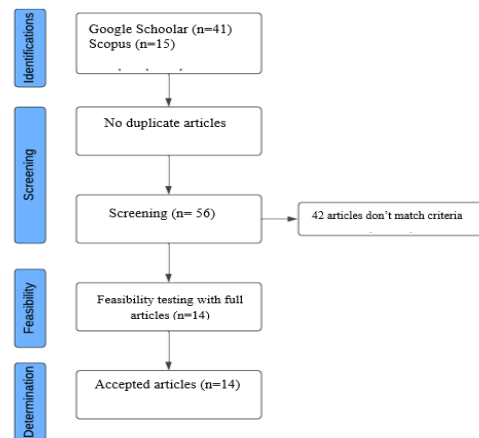 Identifications
Google Schoolar (n=41)
Scopus (n=15)
Screening
No duplicate articles
Screening (n= 56)
42 articles don't match criteria
Feasibility
Feasibility testing with full
articles (n=14)
Determination
Accepted articles (n=14)